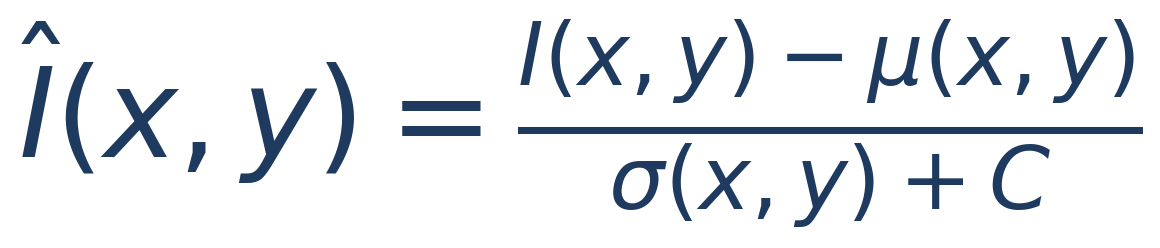 Î(x, y) = (I(x, y) − μ(x, y)) / (σ(x, y) + C)